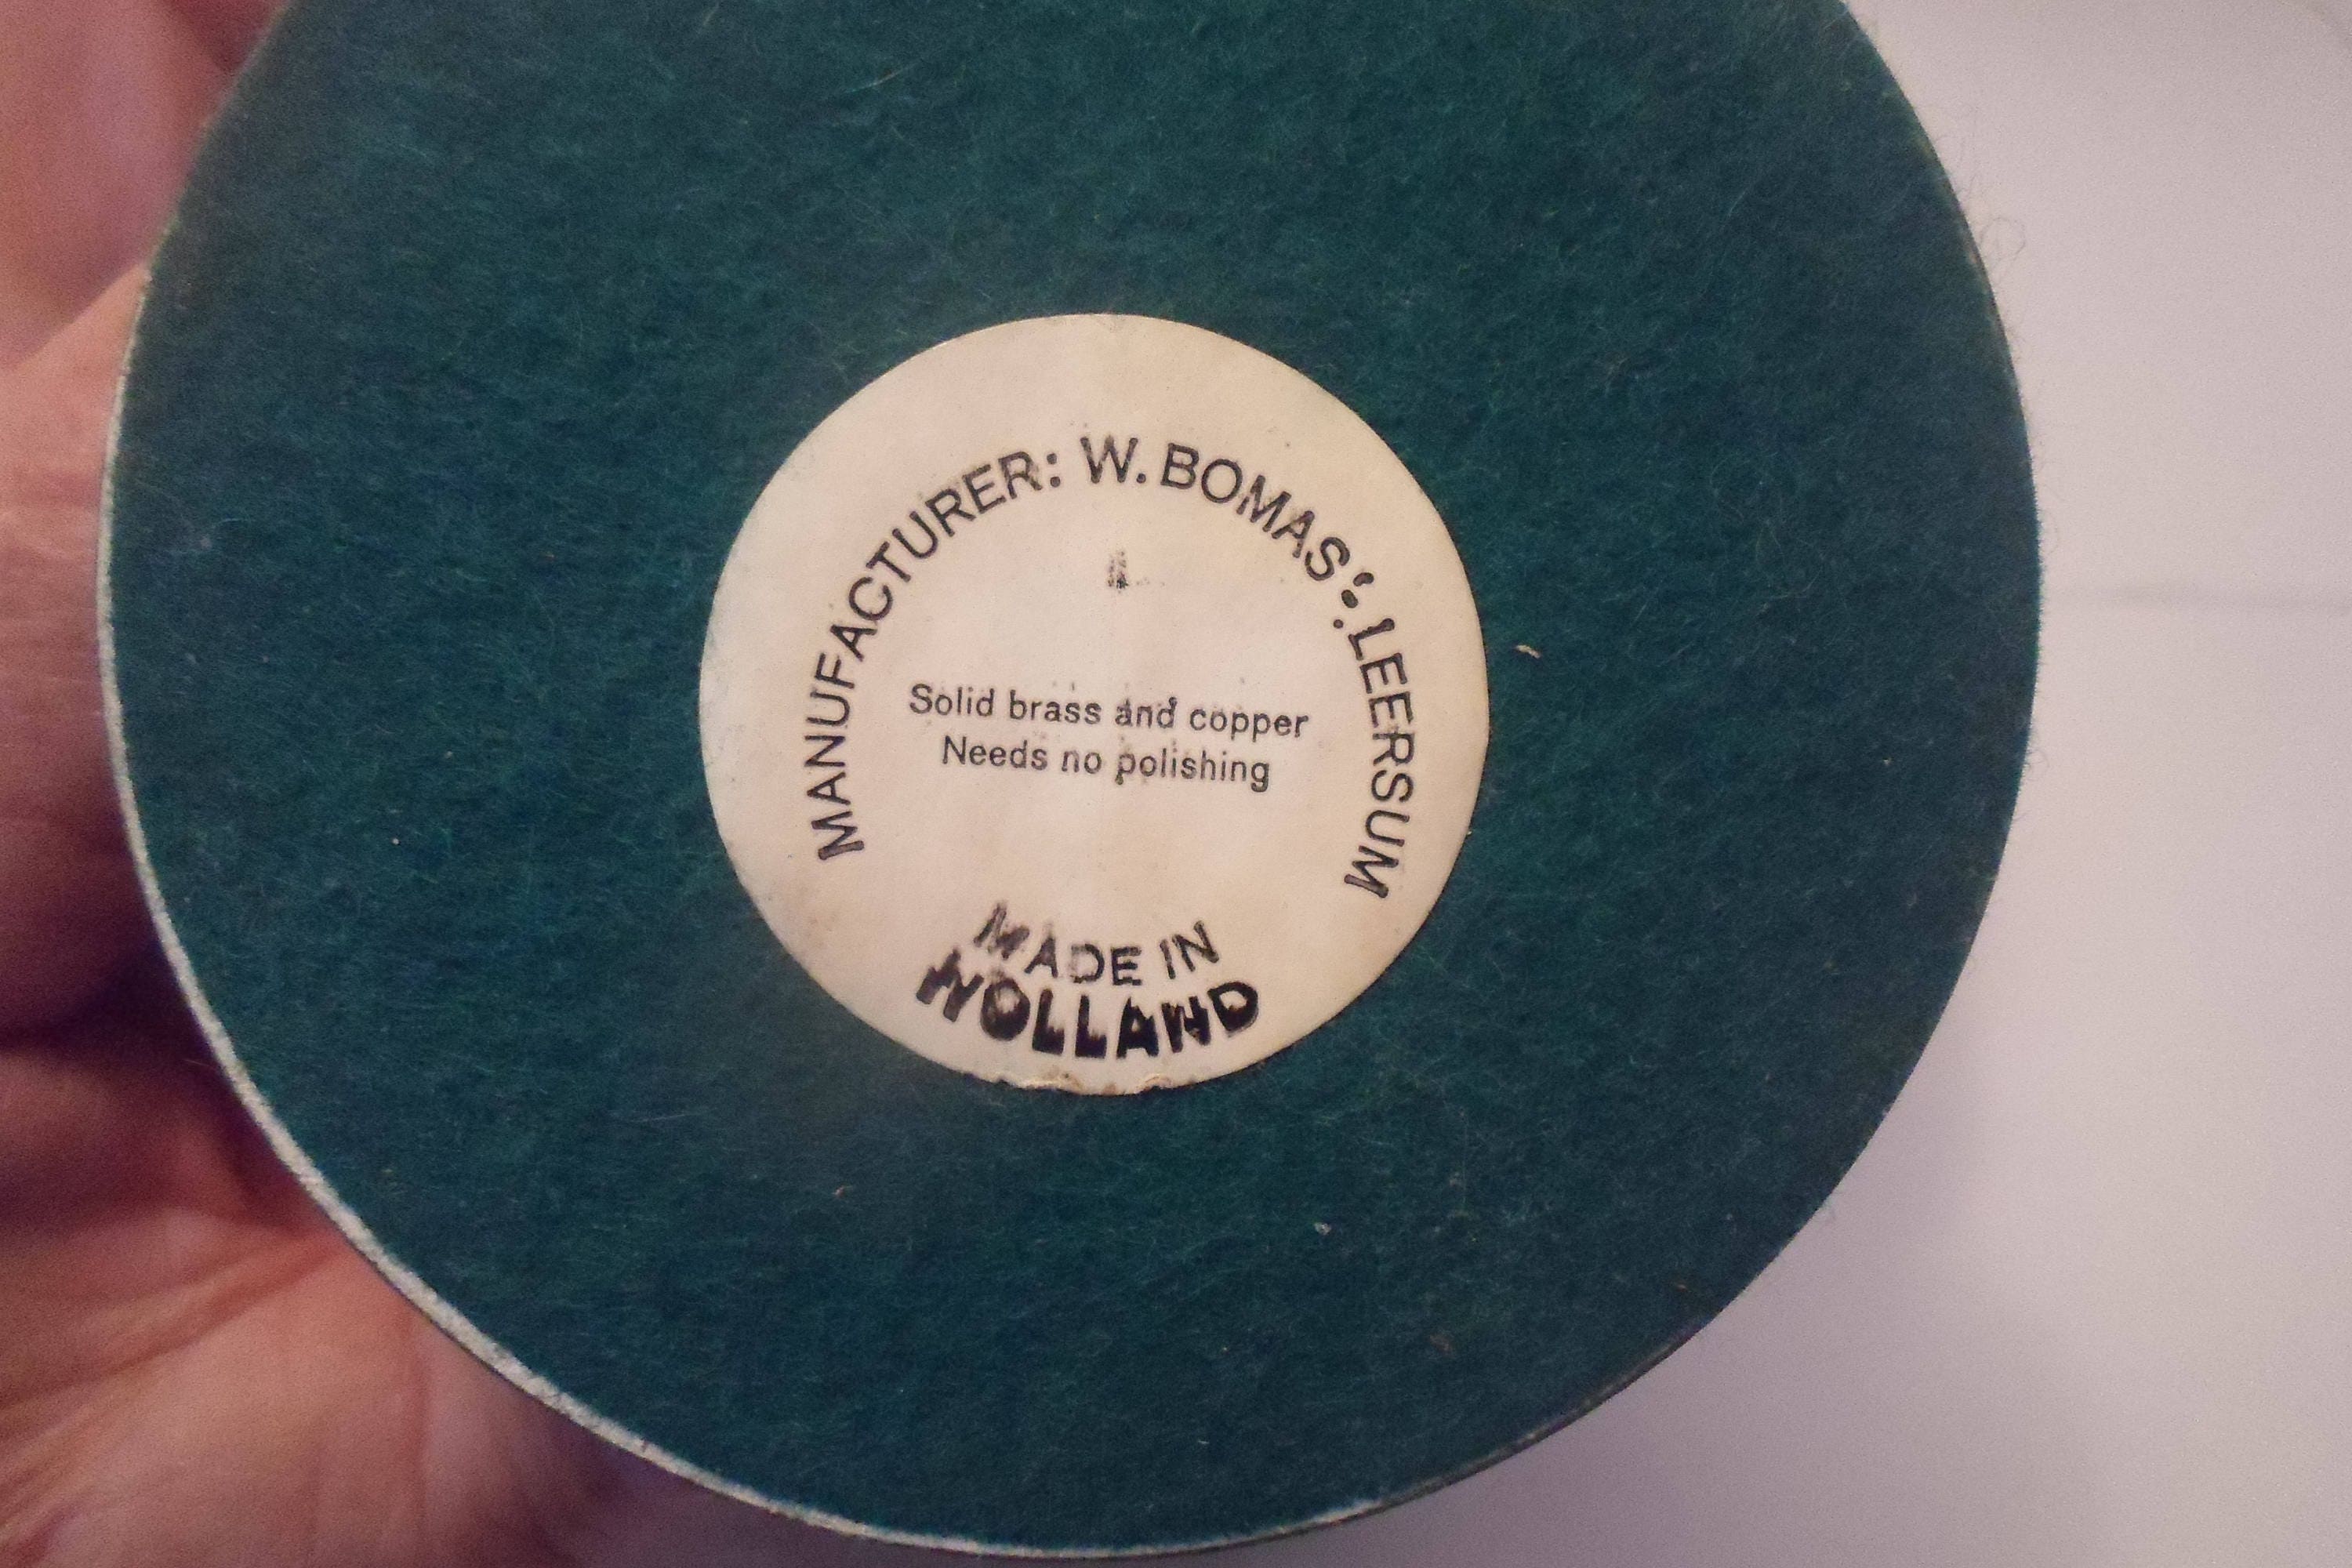 MANUFACTURER: W. BOMAS : LEERSUM
Solid brass and copper
Needs no polishing
MADE IN
HOLLAND